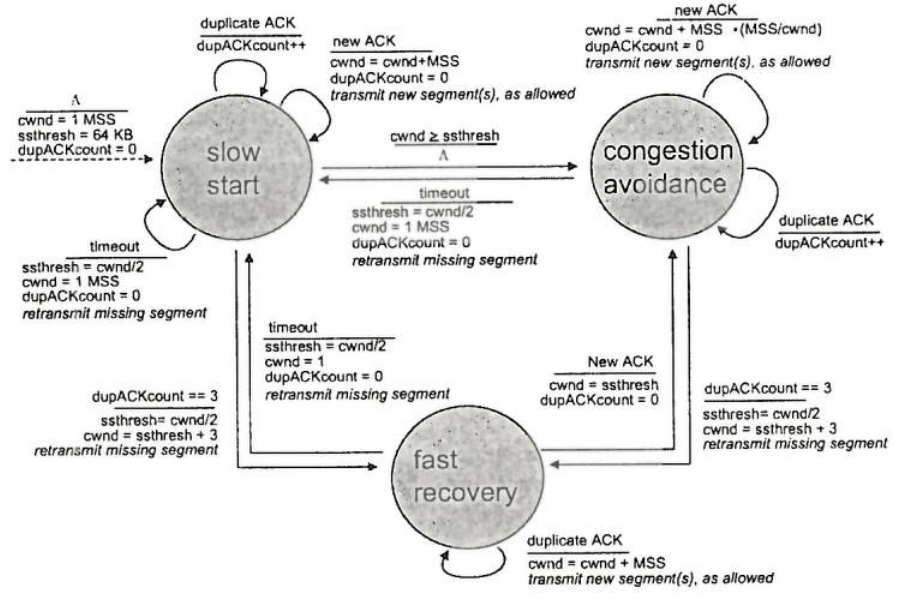 duplicate ACK
dupACKcount++
new ACK
cwnd = cwnd+MSS
dupACKcount = 0
transmit new segment(s), as allowed
new ACK
cwnd = cwnd + MSS •(MSS/cwnd)
dupACKcount = 0
transmit new segment(s), as allowed
Λ
cwnd = 1 MSS
ssthresh = 64 KB
dupACKcount = 0
slow
start
cwnd ≥ ssthresh
Λ
congestion
avoidance
timeout
ssthresh = cwnd/2
cwnd = 1 MSS
dupACKcount = 0
retransmit missing segment
duplicate ACK
dupACKcount++
timeout
ssthresh = cwnd/2
cwnd = 1 MSS
dupACKcount = 0
retransmit missing segment
timeout
ssthresh = cwnd/2
cwnd = 1
dupACKcount = 0
retransmit missing segment
New ACK
cwnd = ssthresh
dupACKcount = 0
dupACKcount == 3
ssthresh= cwnd/2
cwnd = ssthresh + 3
retransmit missing segment
dupACKcount == 3
ssthresh= cwnd/2
cwnd = ssthresh + 3
retransmit missing segment
fast
recovery
duplicate ACK
cwnd = cwnd + MSS
transmit new segment(s), as allowed